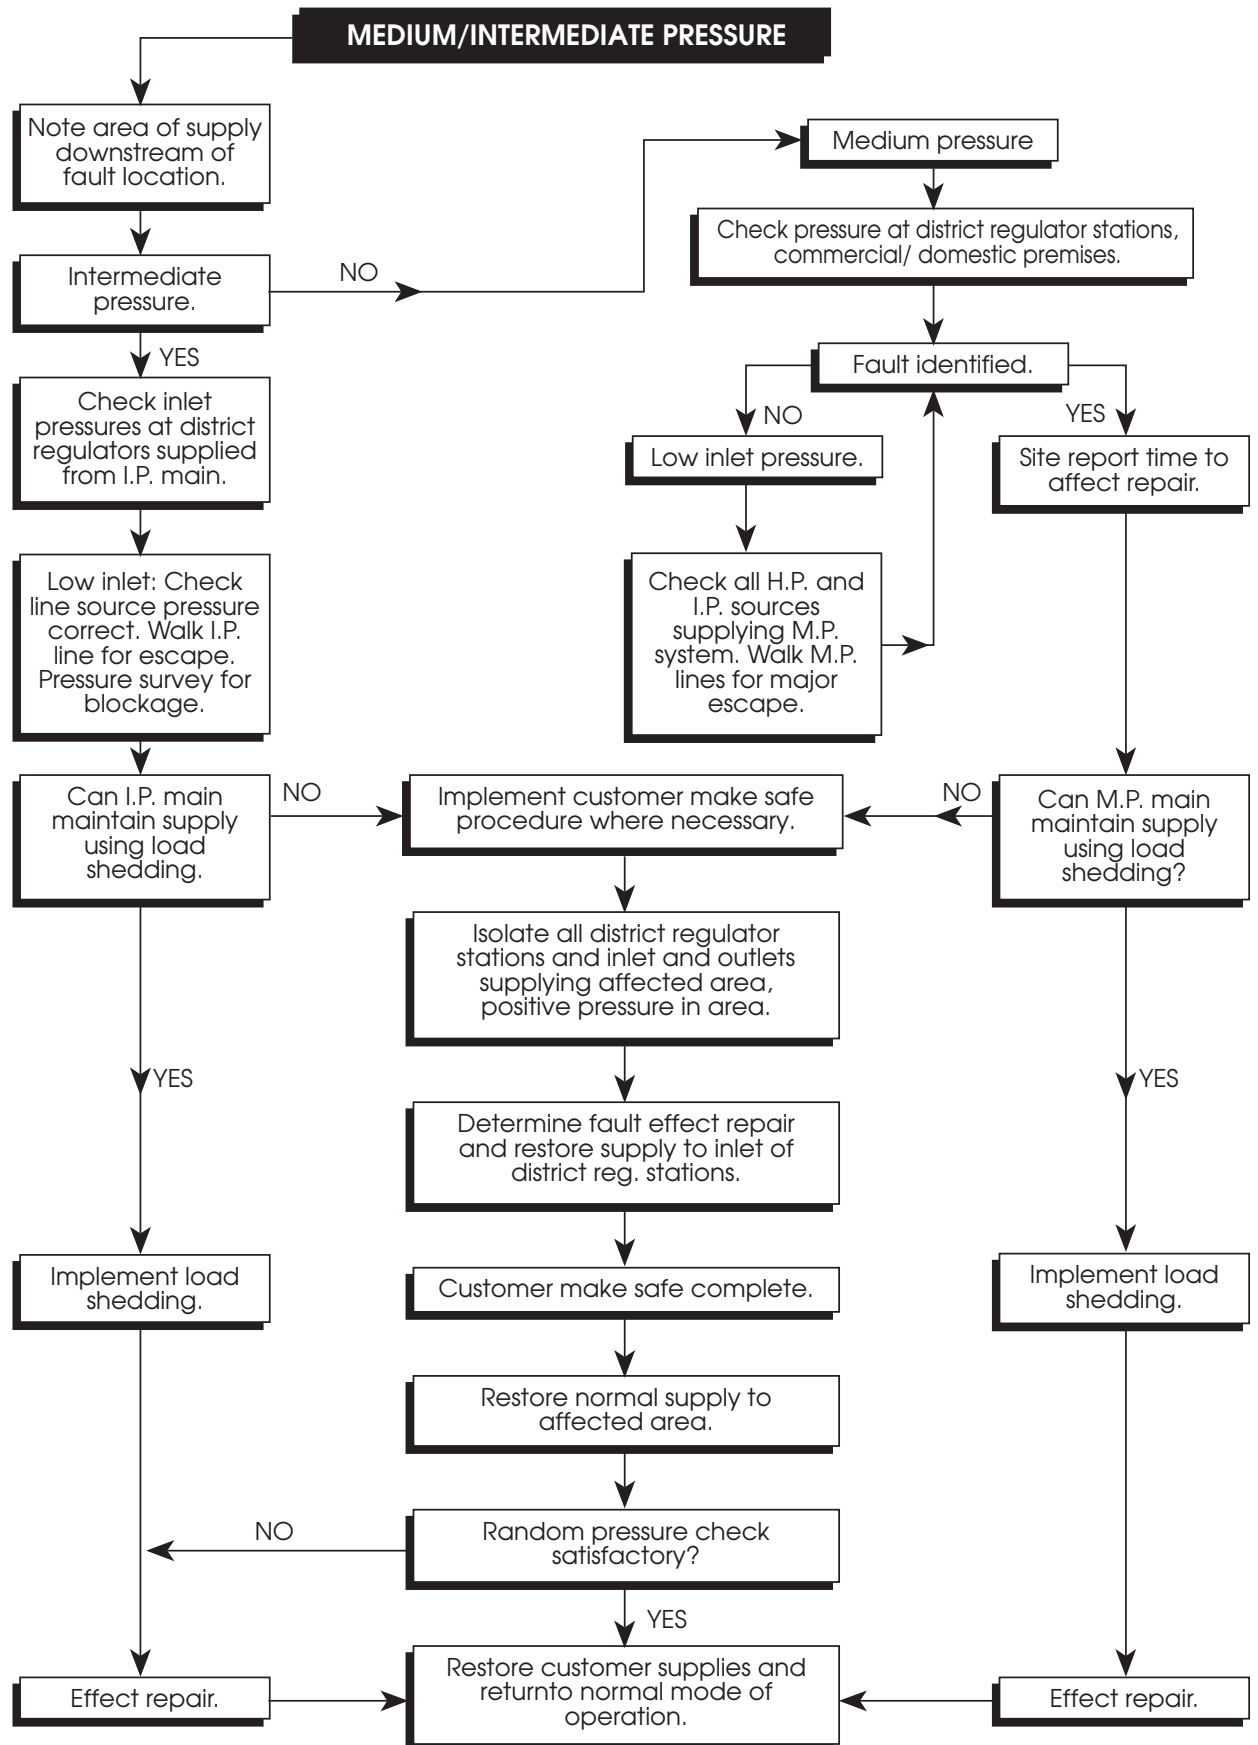 MEDIUM/INTERMEDIATE PRESSURE
Note area of supply
downstream of
fault location.
Intermediate
pressure.
NO
YES
Check inlet
pressures at district
regulators supplied
from I.P. main.
Low inlet: Check
line source pressure
correct. Walk I.P.
line for escape.
Pressure survey for
blockage.
Can I.P. main
maintain supply
using load
shedding.
NO
YES
Implement load
shedding.
Effect repair.
Medium pressure
Check pressure at district regulator stations,
commercial/ domestic premises.
Fault identified.
NO
YES
Low inlet pressure.
Check all H.P. and
I.P. sources
supplying M.P.
system. Walk M.P.
lines for major
escape.
Site report time to
affect repair.
Can M.P. main
maintain supply
using load
shedding?
NO
YES
Implement load
shedding.
Effect repair.
Implement customer make safe
procedure where necessary.
Isolate all district regulator
stations and inlet and outlets
supplying affected area,
positive pressure in area.
Determine fault effect repair
and restore supply to inlet of
district reg. stations.
Customer make safe complete.
Restore normal supply to
affected area.
Random pressure check
satisfactory?
NO
YES
Restore customer supplies and
returnto normal mode of
operation.